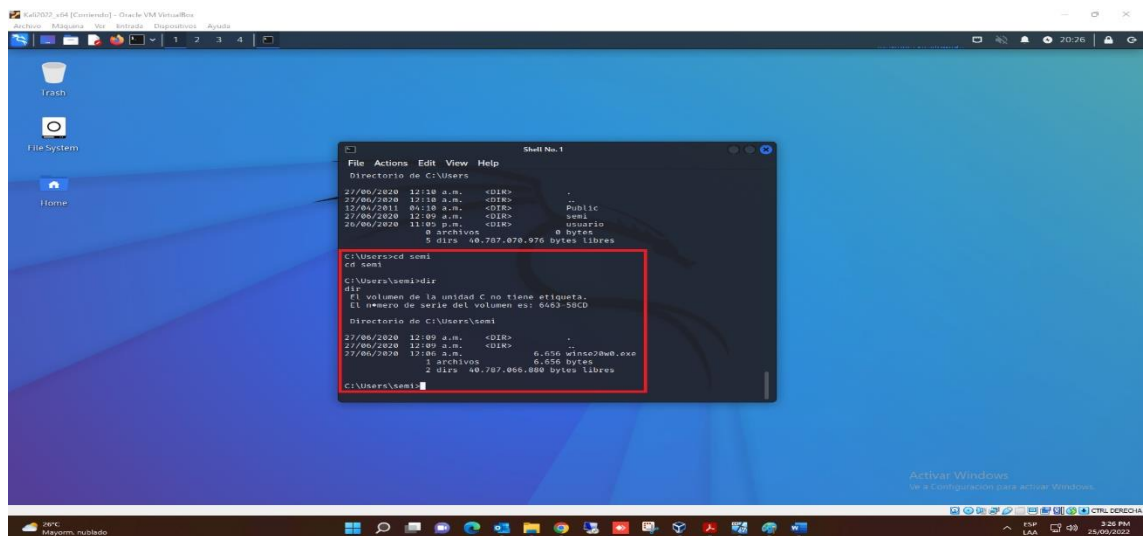 Kali2022_x64 [Corriendo] - Oracle VM VirtualBox
Archivo Máquina Ver Entrada Dispositivos Ayuda
1 2 3 4
20:26
Trash
File System
Home
Shell No. 1
File Actions Edit View Help
Directorio de C:\Users
27/06/2020 12:10 a.m. <DIR> .
27/06/2020 12:10 a.m. <DIR> ..
12/04/2011 04:10 a.m. <DIR> Public
27/06/2020 12:09 a.m. <DIR> semi
26/06/2020 11:05 p.m. <DIR> usuario
0 archivos 0 bytes
5 dirs 40.787.070.976 bytes libres
C:\Users>cd semi
cd semi
C:\Users\semi>dir
dir
El volumen de la unidad C no tiene etiqueta.
El n•mero de serie del volumen es: 6463-58CD
Directorio de C:\Users\semi
27/06/2020 12:09 a.m. <DIR> .
27/06/2020 12:09 a.m. <DIR> ..
27/06/2020 12:06 a.m. 6.656 winse20w0.exe
1 archivos 6.656 bytes
2 dirs 40.787.066.880 bytes libres
C:\Users\semi>
Activar Windows
Ve a Configuración para activar Windows.
CTRL DERECHA
26°C
Mayorm. nublado
ESP
LAA
3:26 PM
25/09/2022